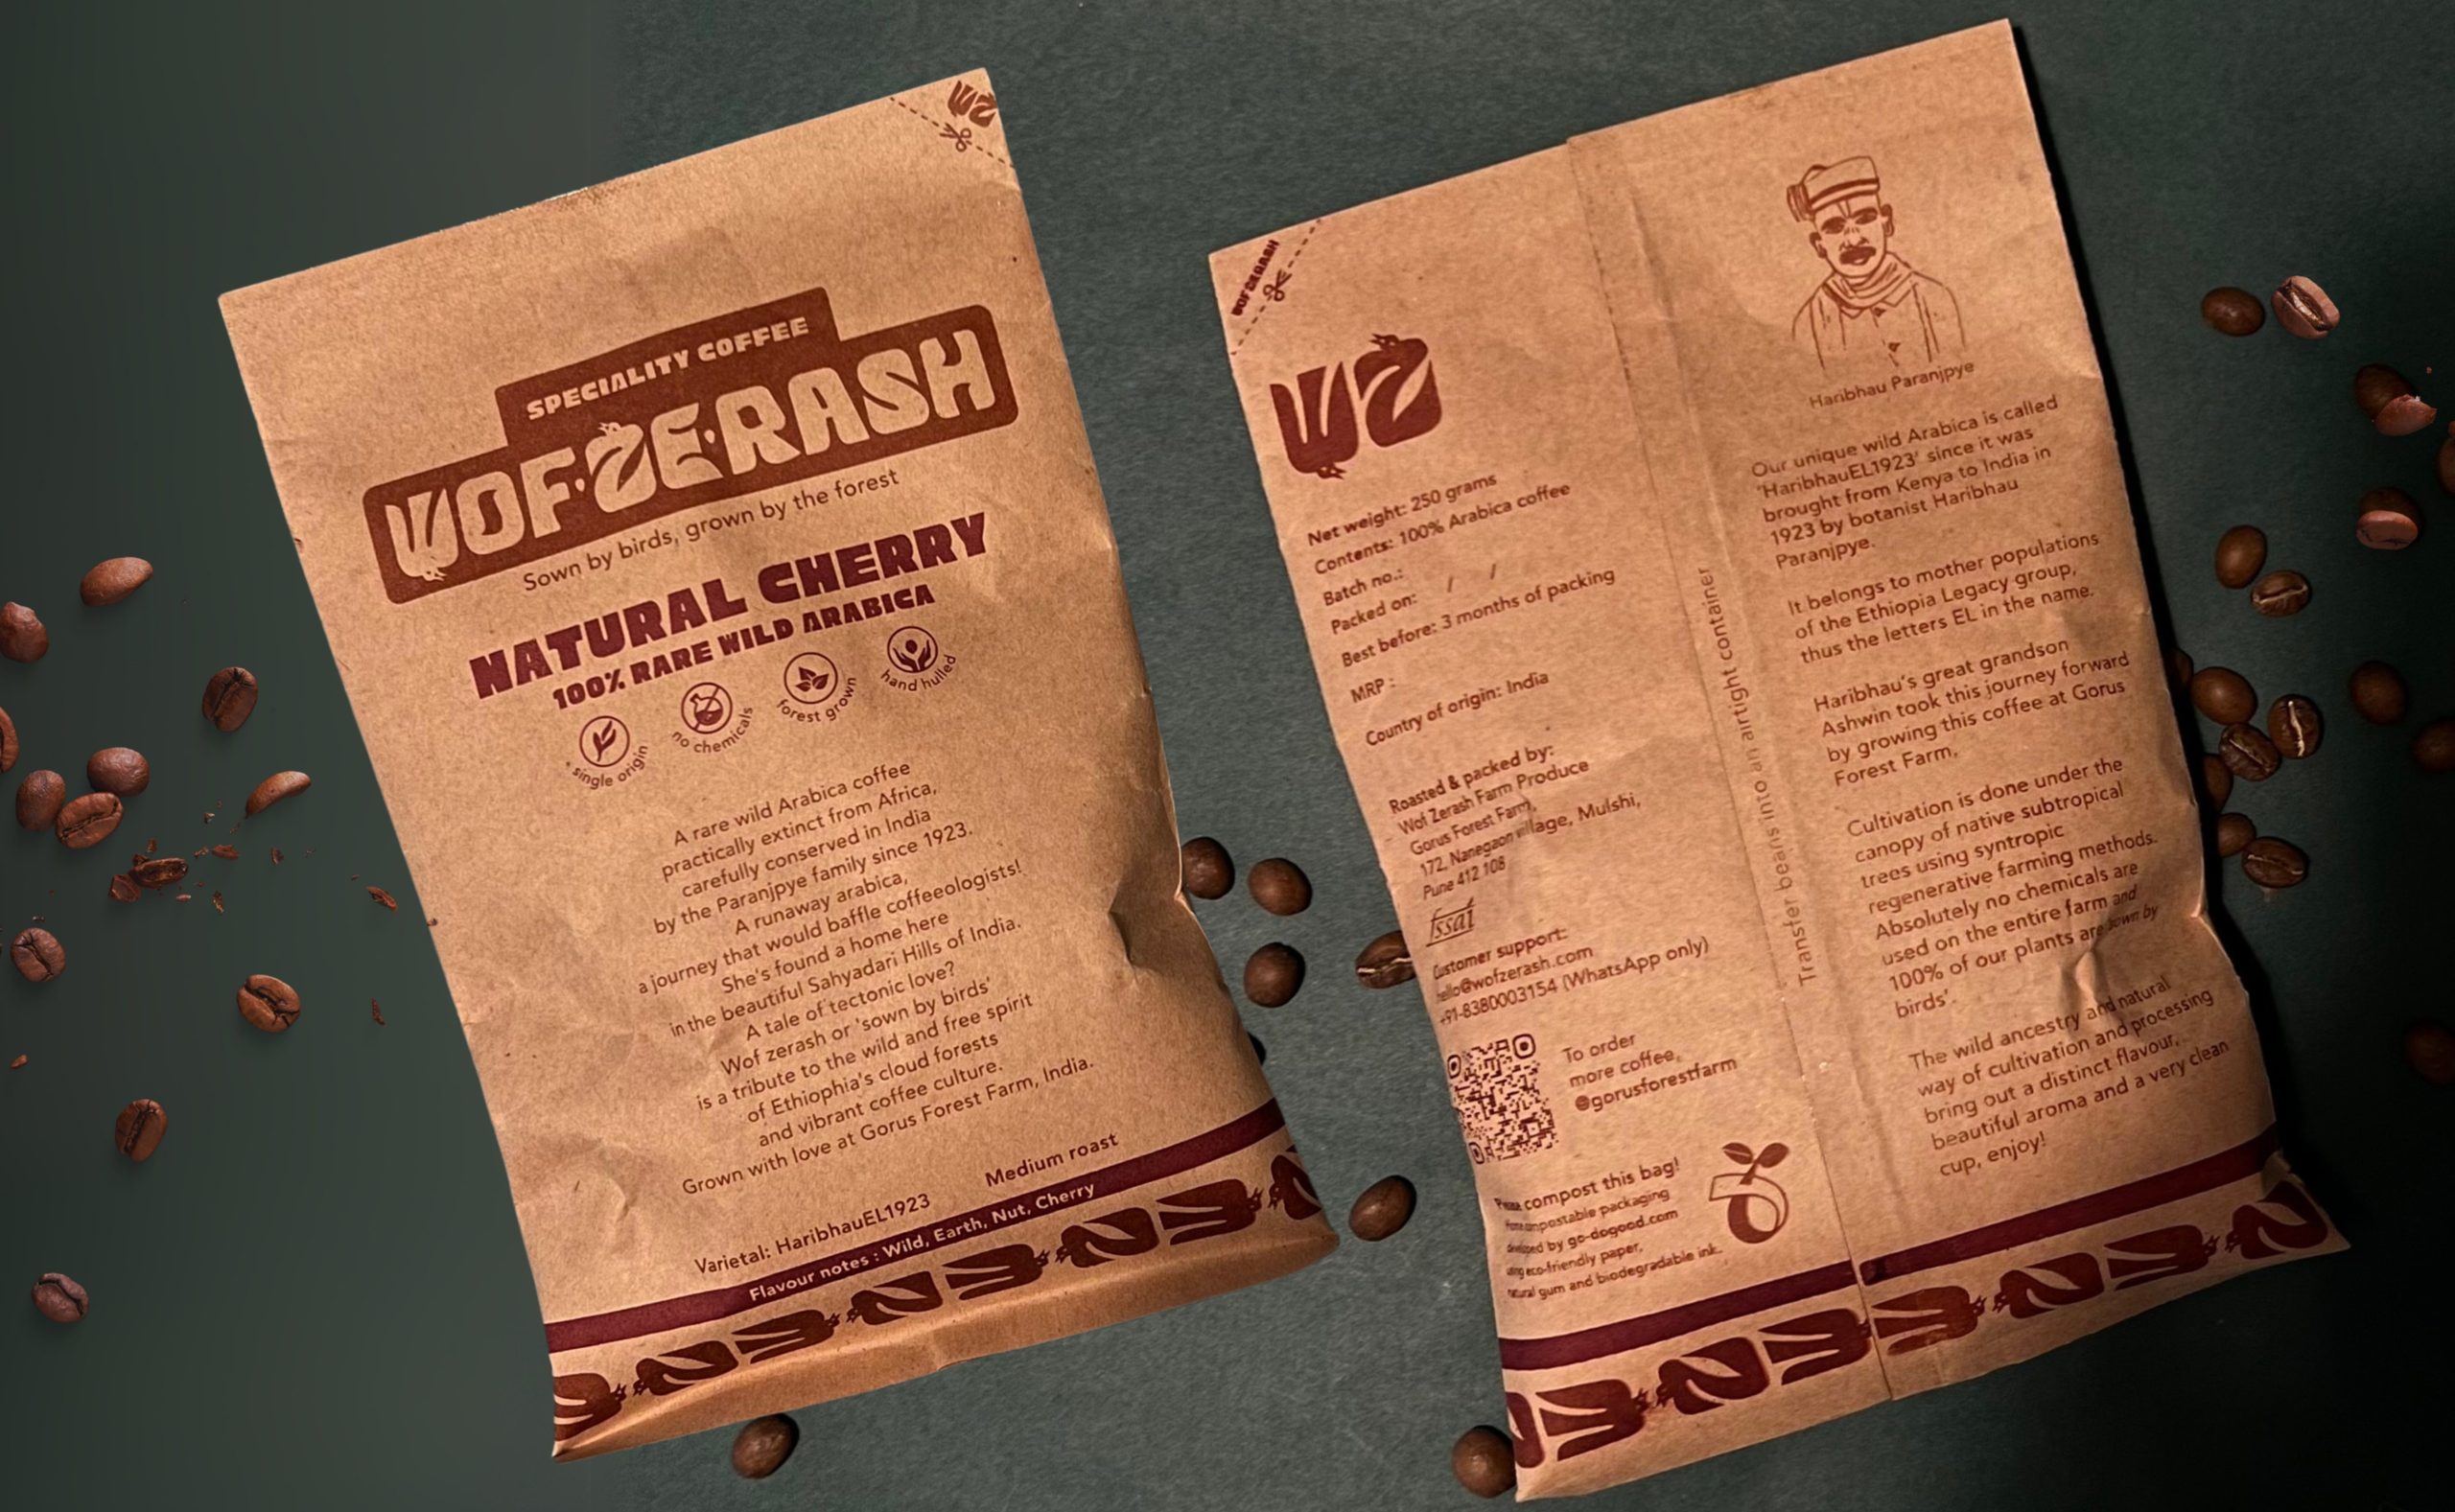 WZ
SPECIALITY COFFEE
WOF·ZE·RASH
Sown by birds, grown by the forest
NATURAL CHERRY
100% RARE WILD ARABICA
single origin
no chemicals
forest grown
hand hulled
A rare wild Arabica coffee
practically extinct from Africa,
carefully conserved in India
by the Paranjpye family since 1923.
A runaway arabica,
a journey that would baffle coffeeologists!
She's found a home here
in the beautiful Sahyadari Hills of India.
A tale of tectonic love?
Wof zerash or 'sown by birds'
is a tribute to the wild and free spirit
of Ethiophia's cloud forests
and vibrant coffee culture.
Grown with love at Gorus Forest Farm, India.
Varietal: HaribhauEL1923
Medium roast
Flavour notes : Wild, Earth, Nut, Cherry
WOFZERASH
WZ
Net weight: 250 grams
Contents: 100% Arabica coffee
Batch no.:
Packed on: / /
Best before: 3 months of packing
MRP :
Country of origin: India
Roasted & packed by:
Wof Zerash Farm Produce
Gorus Forest Farm,
172, Nanegaon village, Mulshi,
Pune 412 108
fssai
Customer support:
hello@wofzerash.com
+91-8380003154 (WhatsApp only)
To order
more coffee,
@gorusforestfarm
Please compost this bag!
developed by go-dogood.com
using eco-friendly paper,
natural gum and biodegradable ink.
Transfer beans into an airtight container
Haribhau Paranjpye
Our unique wild Arabica is called
'HaribhauEL1923' since it was
brought from Kenya to India in
1923 by botanist Haribhau
Paranjpye.
It belongs to mother populations
of the Ethiopia Legacy group,
thus the letters EL in the name.
Haribhau's great grandson
Ashwin took this journey forward
by growing this coffee at Gorus
Forest Farm,
Cultivation is done under the
canopy of native subtropical
trees using syntropic
regenerative farming methods.
Absolutely no chemicals are
used on the entire farm and
100% of our plants are 'sown by
birds'.
The wild ancestry and natural
way of cultivation and processing
bring out a distinct flavour,
beautiful aroma and a very clean
cup, enjoy!